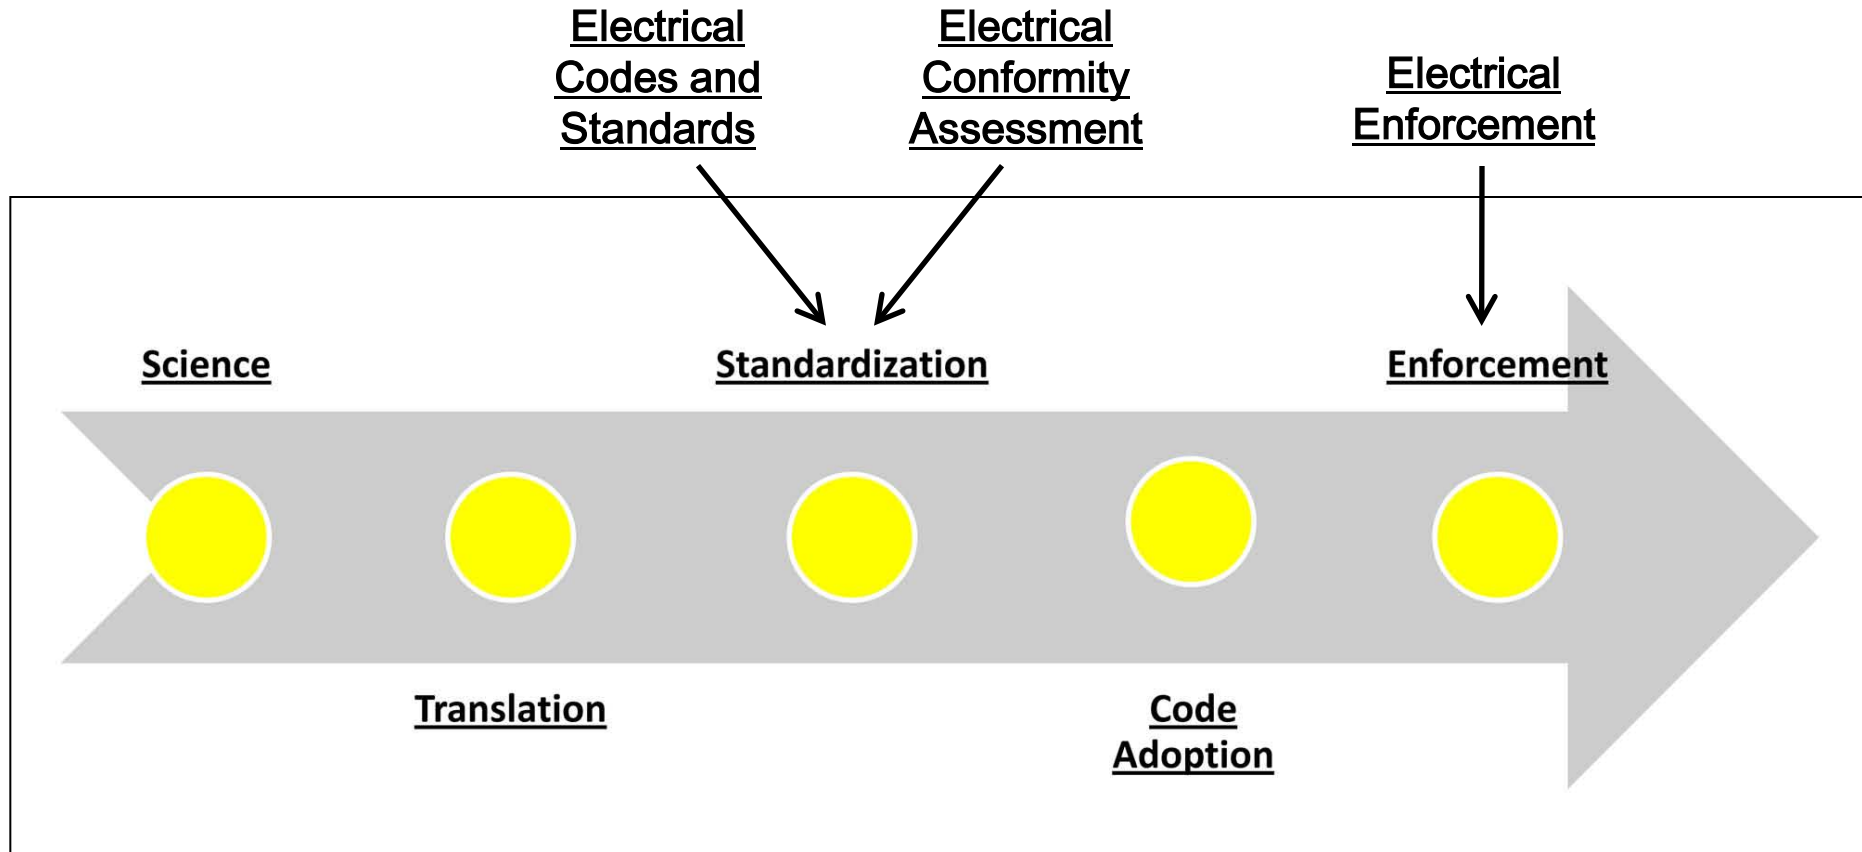 Electrical
Codes and
Standards
Electrical
Conformity
Assessment
Electrical
Enforcement
Science
Standardization
Enforcement
Translation
Code
Adoption